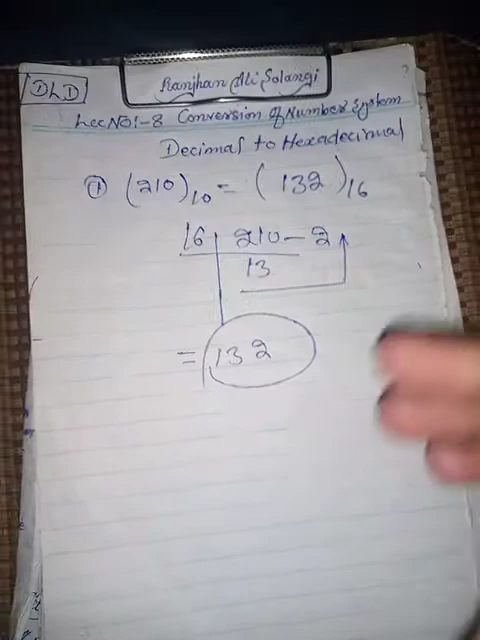 DLD
Ranjhan Ali Solangi
?
Lec NO:-8 Conversion of Number System
Decimal to Hexadecimal
① (210)10 = (132)16
16 210 - 2
13
= 132